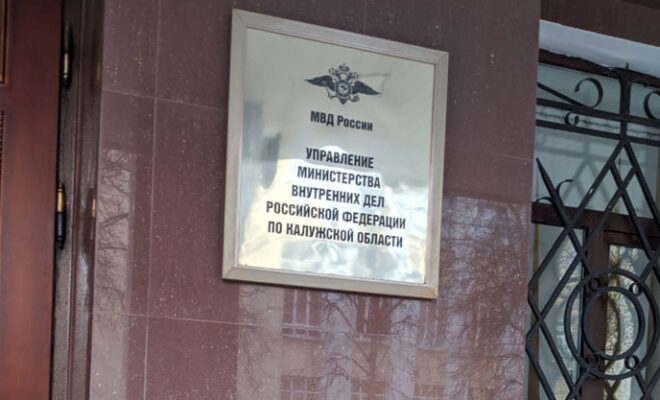 МВД России
УПРАВЛЕНИЕ
МИНИСТЕРСТВА
ВНУТРЕННИХ ДЕЛ
РОССИЙСКОЙ ФЕДЕРАЦИИ
ПО КАЛУЖСКОЙ ОБЛАСТИ